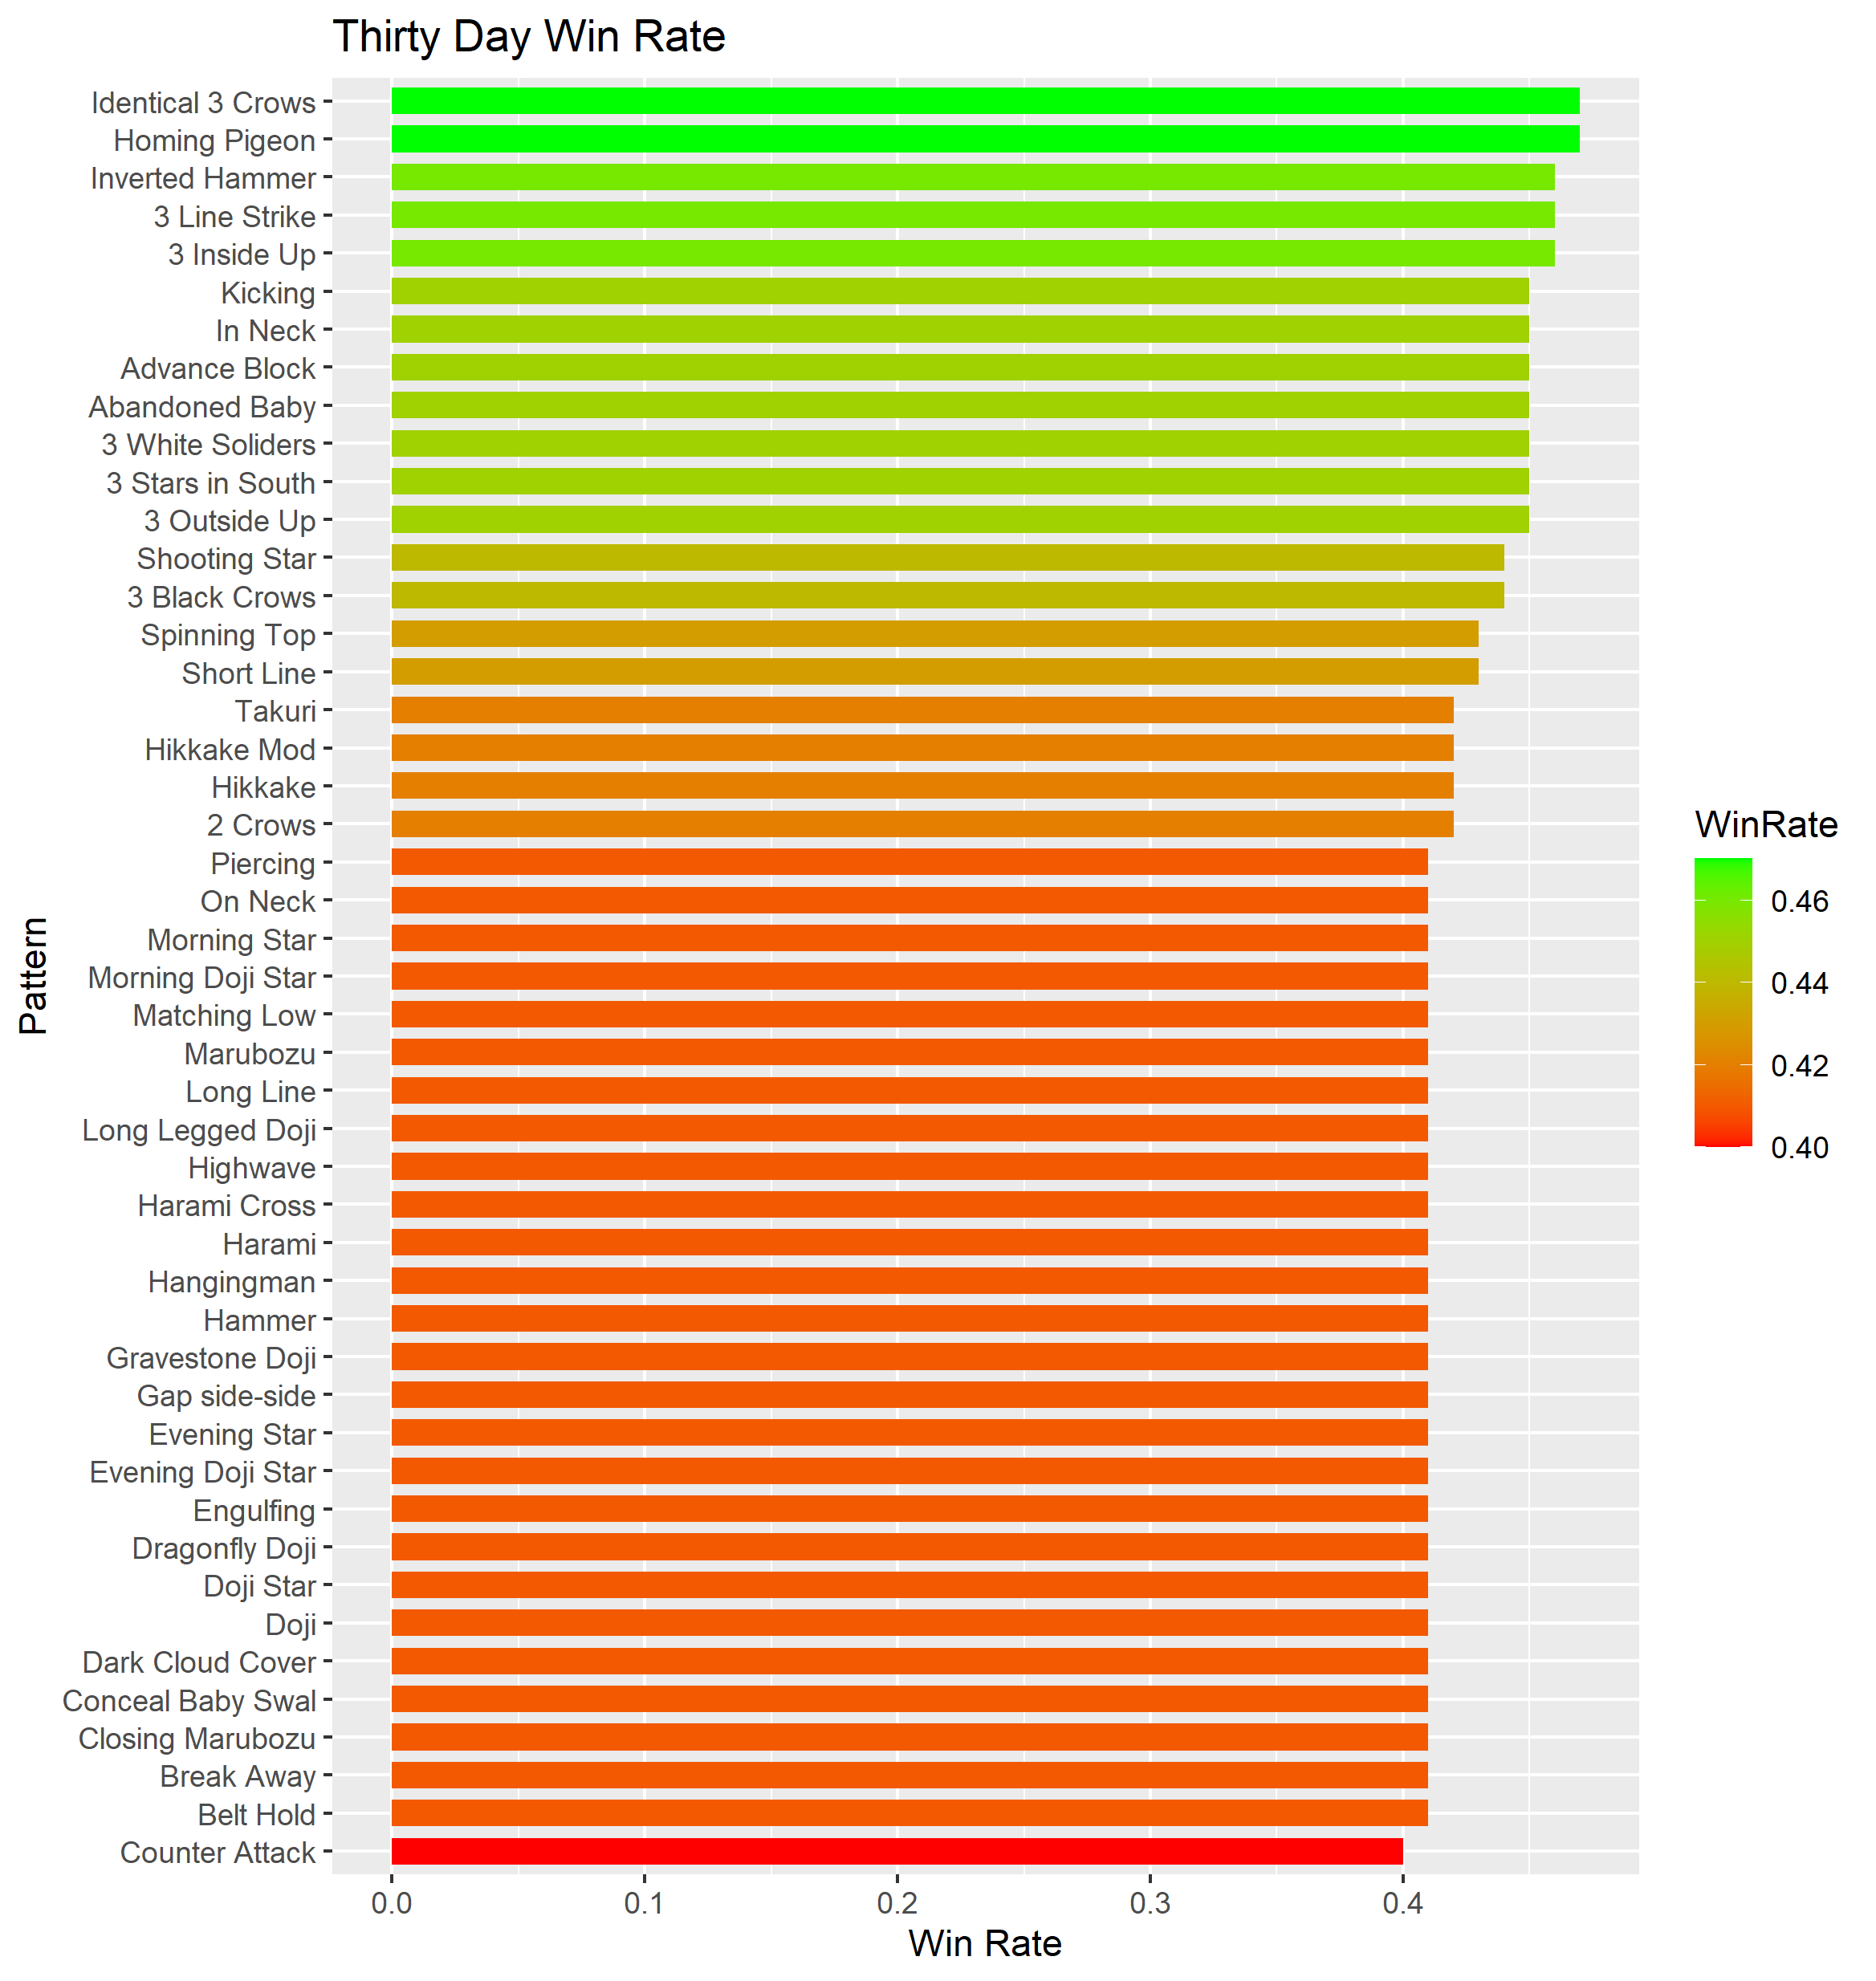 Thirty Day Win Rate
Identical 3 Crows
Homing Pigeon
Inverted Hammer
3 Line Strike
3 Inside Up
Kicking
In Neck
Advance Block
Abandoned Baby
3 White Soliders
3 Stars in South
3 Outside Up
Shooting Star
3 Black Crows
Spinning Top
Short Line
Takuri
Hikkake Mod
Hikkake
2 Crows
Piercing
On Neck
Morning Star
Morning Doji Star
Matching Low
Marubozu
Long Line
Long Legged Doji
Highwave
Harami Cross
Harami
Hangingman
Hammer
Gravestone Doji
Gap side-side
Evening Star
Evening Doji Star
Engulfing
Dragonfly Doji
Doji Star
Doji
Dark Cloud Cover
Conceal Baby Swal
Closing Marubozu
Break Away
Belt Hold
Counter Attack
Pattern
0.0 0.1 0.2 0.3 0.4
Win Rate
WinRate
0.46
0.44
0.42
0.40